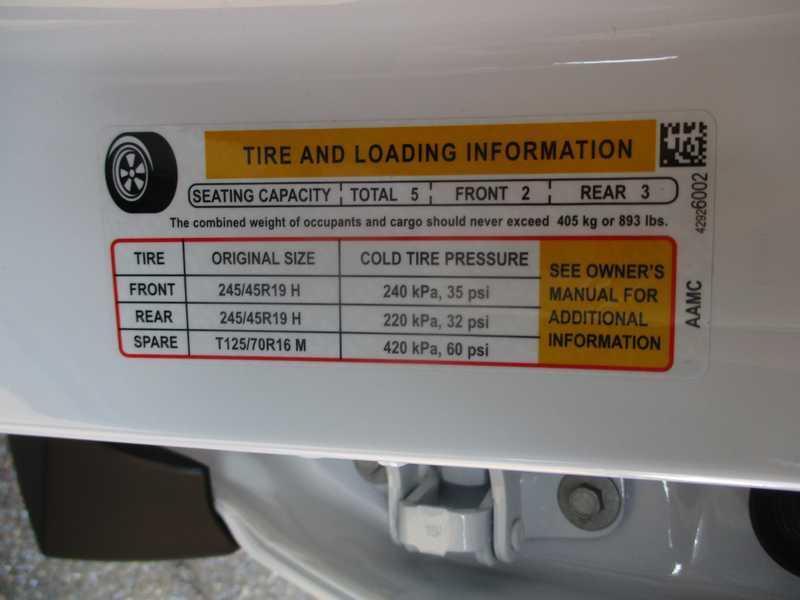 TIRE AND LOADING INFORMATION
SEATING CAPACITY TOTAL 5 FRONT 2 REAR 3
The combined weight of occupants and cargo should never exceed 405 kg or 893 lbs.
TIRE ORIGINAL SIZE COLD TIRE PRESSURE
FRONT 245/45R19 H 240 kPa, 35 psi
REAR 245/45R19 H 220 kPa, 32 psi
SPARE T125/70R16 M 420 kPa, 60 psi
SEE OWNER'S
MANUAL FOR
ADDITIONAL
INFORMATION
AAMC 42926002